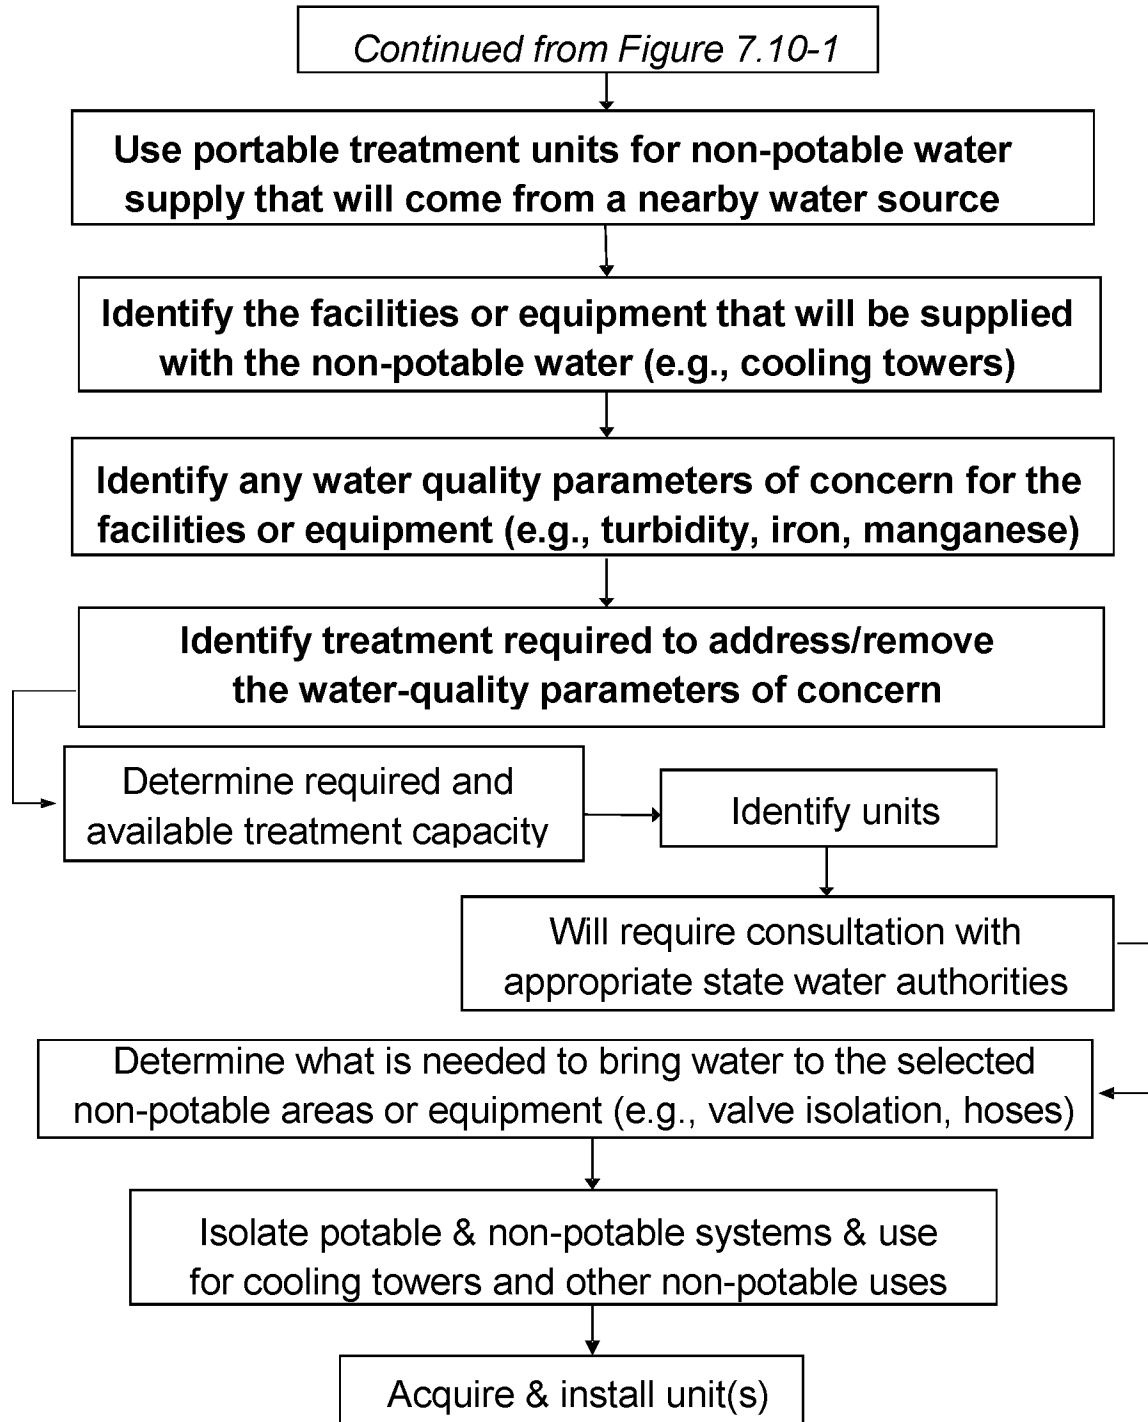 Continued from Figure 7.10-1
Use portable treatment units for non-potable water
supply that will come from a nearby water source
Identify the facilities or equipment that will be supplied
with the non-potable water (e.g., cooling towers)
Identify any water quality parameters of concern for the
facilities or equipment (e.g., turbidity, iron, manganese)
Identify treatment required to address/remove
the water-quality parameters of concern
Determine required and
available treatment capacity
Identify units
Will require consultation with
appropriate state water authorities
Determine what is needed to bring water to the selected
non-potable areas or equipment (e.g., valve isolation, hoses)
Isolate potable & non-potable systems & use
for cooling towers and other non-potable uses
Acquire & install unit(s)